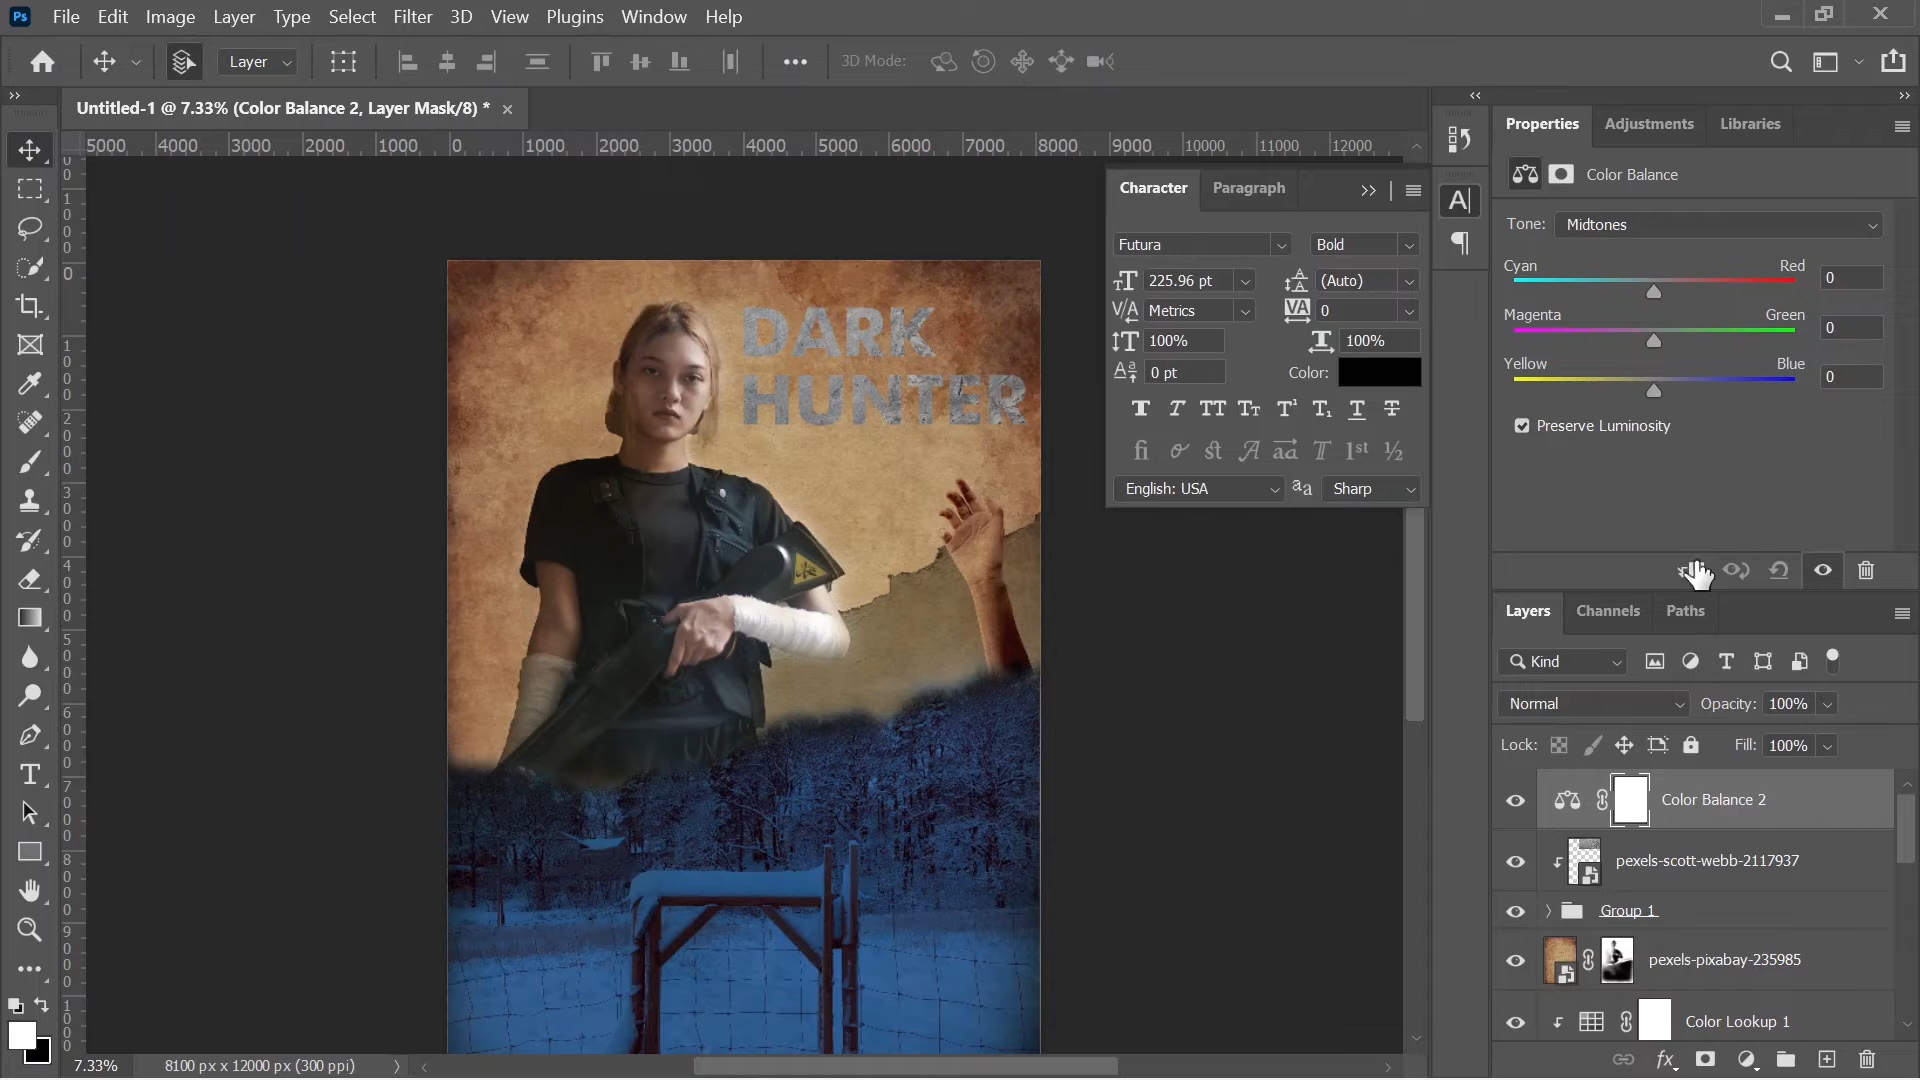 Ps File Edit Image Layer Type Select Filter 3D View Plugins Window Help
Layer 3D Mode:
Untitled-1 @ 7.33% (Color Balance 2, Layer Mask/8) *
5000 4000 3000 2000 1000 0 1000 2000 3000 4000 5000 6000 7000 8000 9000 10000 11000 12000
Properties Adjustments Libraries
Color Balance
Tone: Midtones
Cyan Red 0
Magenta Green 0
Yellow Blue 0
Preserve Luminosity
Character Paragraph
Futura Bold
225.96 pt (Auto)
Metrics 0
100% 100%
0 pt Color:
English: USA Sharp
DARK
HUNTER
Layers Channels Paths
Kind
Normal Opacity: 100%
Lock: Fill: 100%
Color Balance 2
pexels-scott-webb-2117937
Group 1
pexels-pixabay-235985
Color Lookup 1
7.33% 8100 px x 12000 px (300 ppi)